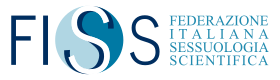 FISS
FEDERAZIONE
ITALIANA
SESSUOLOGIA
SCIENTIFICA